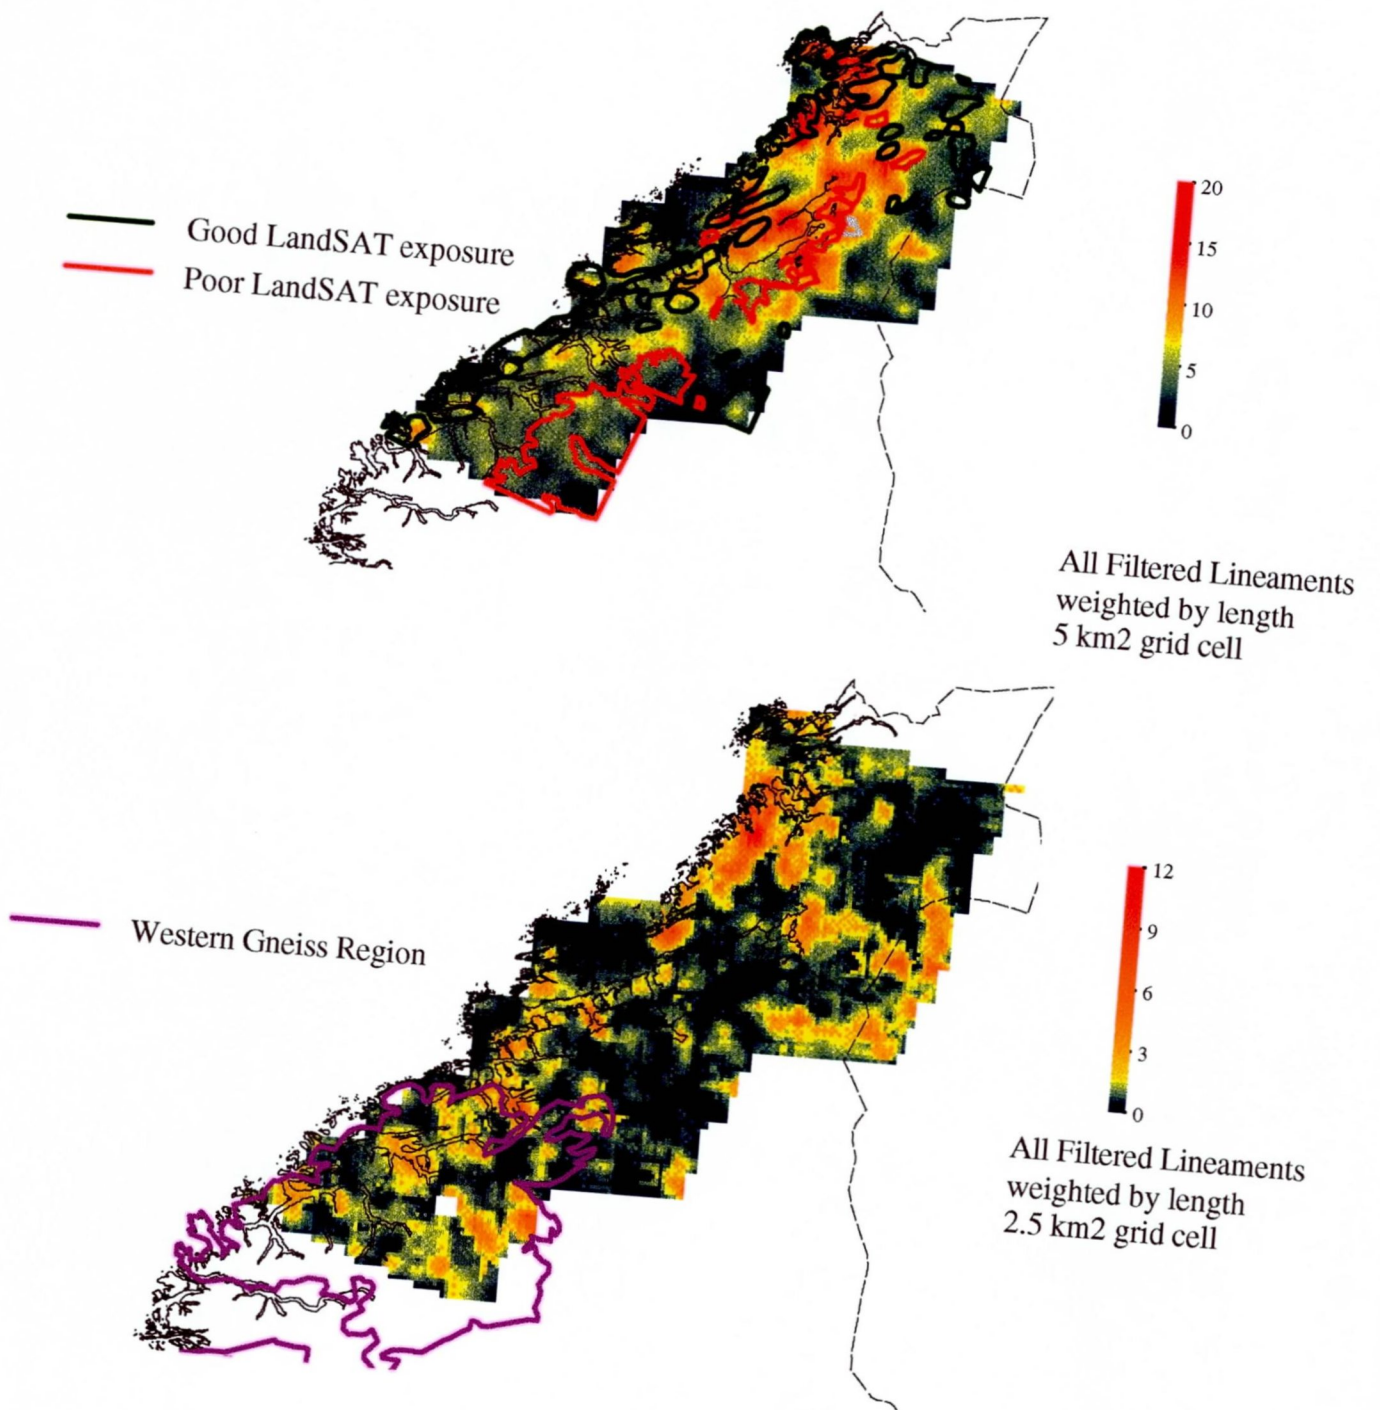 Good LandSAT exposure
Poor LandSAT exposure
20
15
10
5
0
All Filtered Lineaments
weighted by length
5 km2 grid cell
Western Gneiss Region
12
9
6
3
0
All Filtered Lineaments
weighted by length
2.5 km2 grid cell